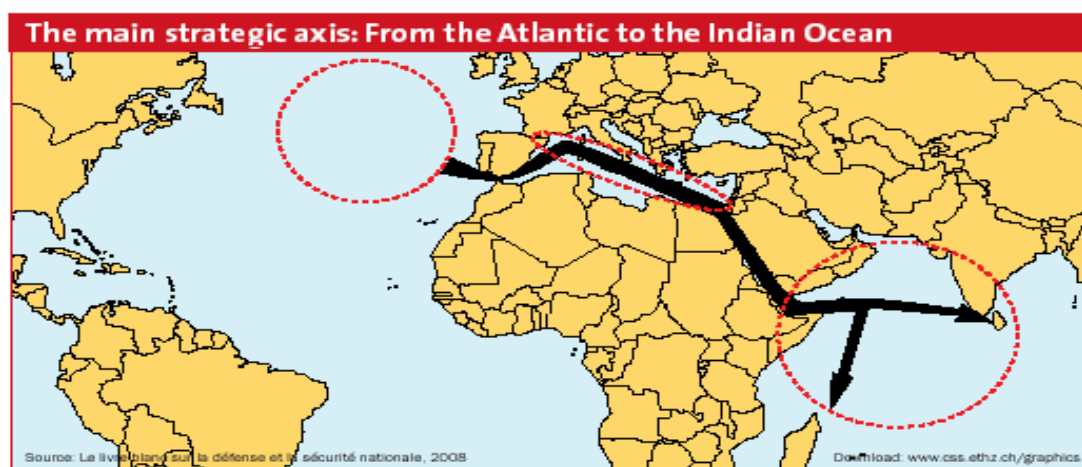 The main strategic axis: From the Atlantic to the Indian Ocean
Source: Le livre blanc sur la défense et la sécurité nationale, 2008
Download: www.css.ethz.ch/graphics